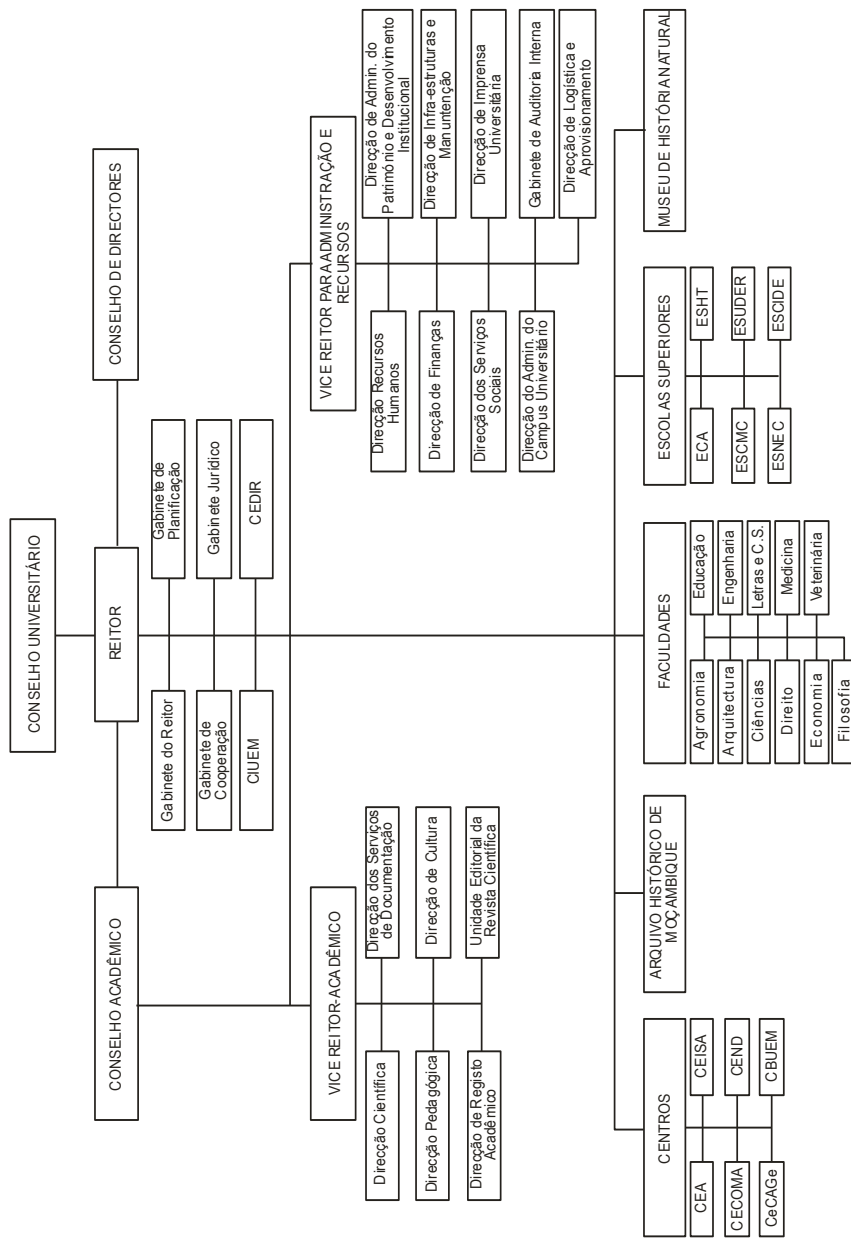 CONSELHO UNIVERSITÁRIO
CONSELHO ACADÊMICO
REITOR
CONSELHO DE DIRECTORES
Gabinete do Reitor
Gabinete de
Planificação
Gabinete de
Cooperação
Gabinete Jurídico
CIUEM
CEDIR
VICE REITOR-ACADÊMICO
VICE REITOR PARA ADMINISTRAÇÃO E
RECURSOS
Direcção Científica
Direcção dos Serviços
de Documentação
Direcção Pedagógica
Direcção de Cultura
Direcção de Registo
Acadêmico
Unidade Editorial da
Revista Científica
Direcção Recursos
Humanos
Direcção de Admin. do
Património e Desenvolvimento
Institucional
Direcção de Finanças
Direcção de Infra-estruturas e
Manuntenção
Direcção dos Serviços
Sociais
Direcção de Imprensa
Universitária
Direcção do Admin. do
Campus Universitário
Gabinete de Auditoria Interna
Direcção de Logística e
Aprovisionamento
CENTROS
ARQUIVO HISTÓRICO DE
MOÇAMBIQUE
FACULDADES
ESCOLAS SUPERIORES
MUSEU DE HISTÓRIA NATURAL
CEA
CEISA
CECOMA
CEND
CeCAGe
CBUEM
Agronomia
Educação
Arquitectura
Engenharia
Ciências
Letras e C.S.
Direito
Medicina
Economia
Veterinária
Filosofia
ECA
ESHT
ESCMC
ESUDER
ESNEC
ESCIDE